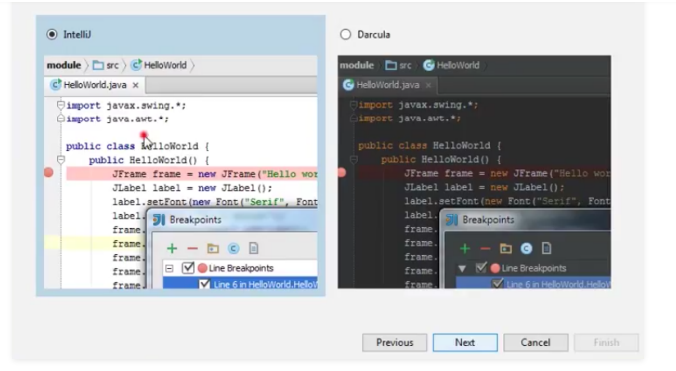 IntelliJ
module src HelloWorld
HelloWorld.java ×
import javax.swing.*;
import java.awt.*;
public class HelloWorld {
public HelloWorld() {
JFrame frame = new JFrame("Hello wor
JLabel label = new JLabel();
label.setFont(new Font("Serif", Font
label.
frame.
frame.
frame.
frame.
frame.
Breakpoints
Line Breakpoints
Line 6 in HelloWorld.HelloW
Darcula
module src HelloWorld
HelloWorld.java ×
import javax.swing.*;
import java.awt.*;
public class HelloWorld {
public HelloWorld() {
JFrame frame = new JFrame("Hello wor
JLabel label = new JLabel();
label.setFont(new Font("Serif", Font
label.
frame.
frame.
frame.
frame.
frame.
Breakpoints
Line Breakpoints
Line 6 in HelloWorld.HelloW
Previous Next Cancel Finish